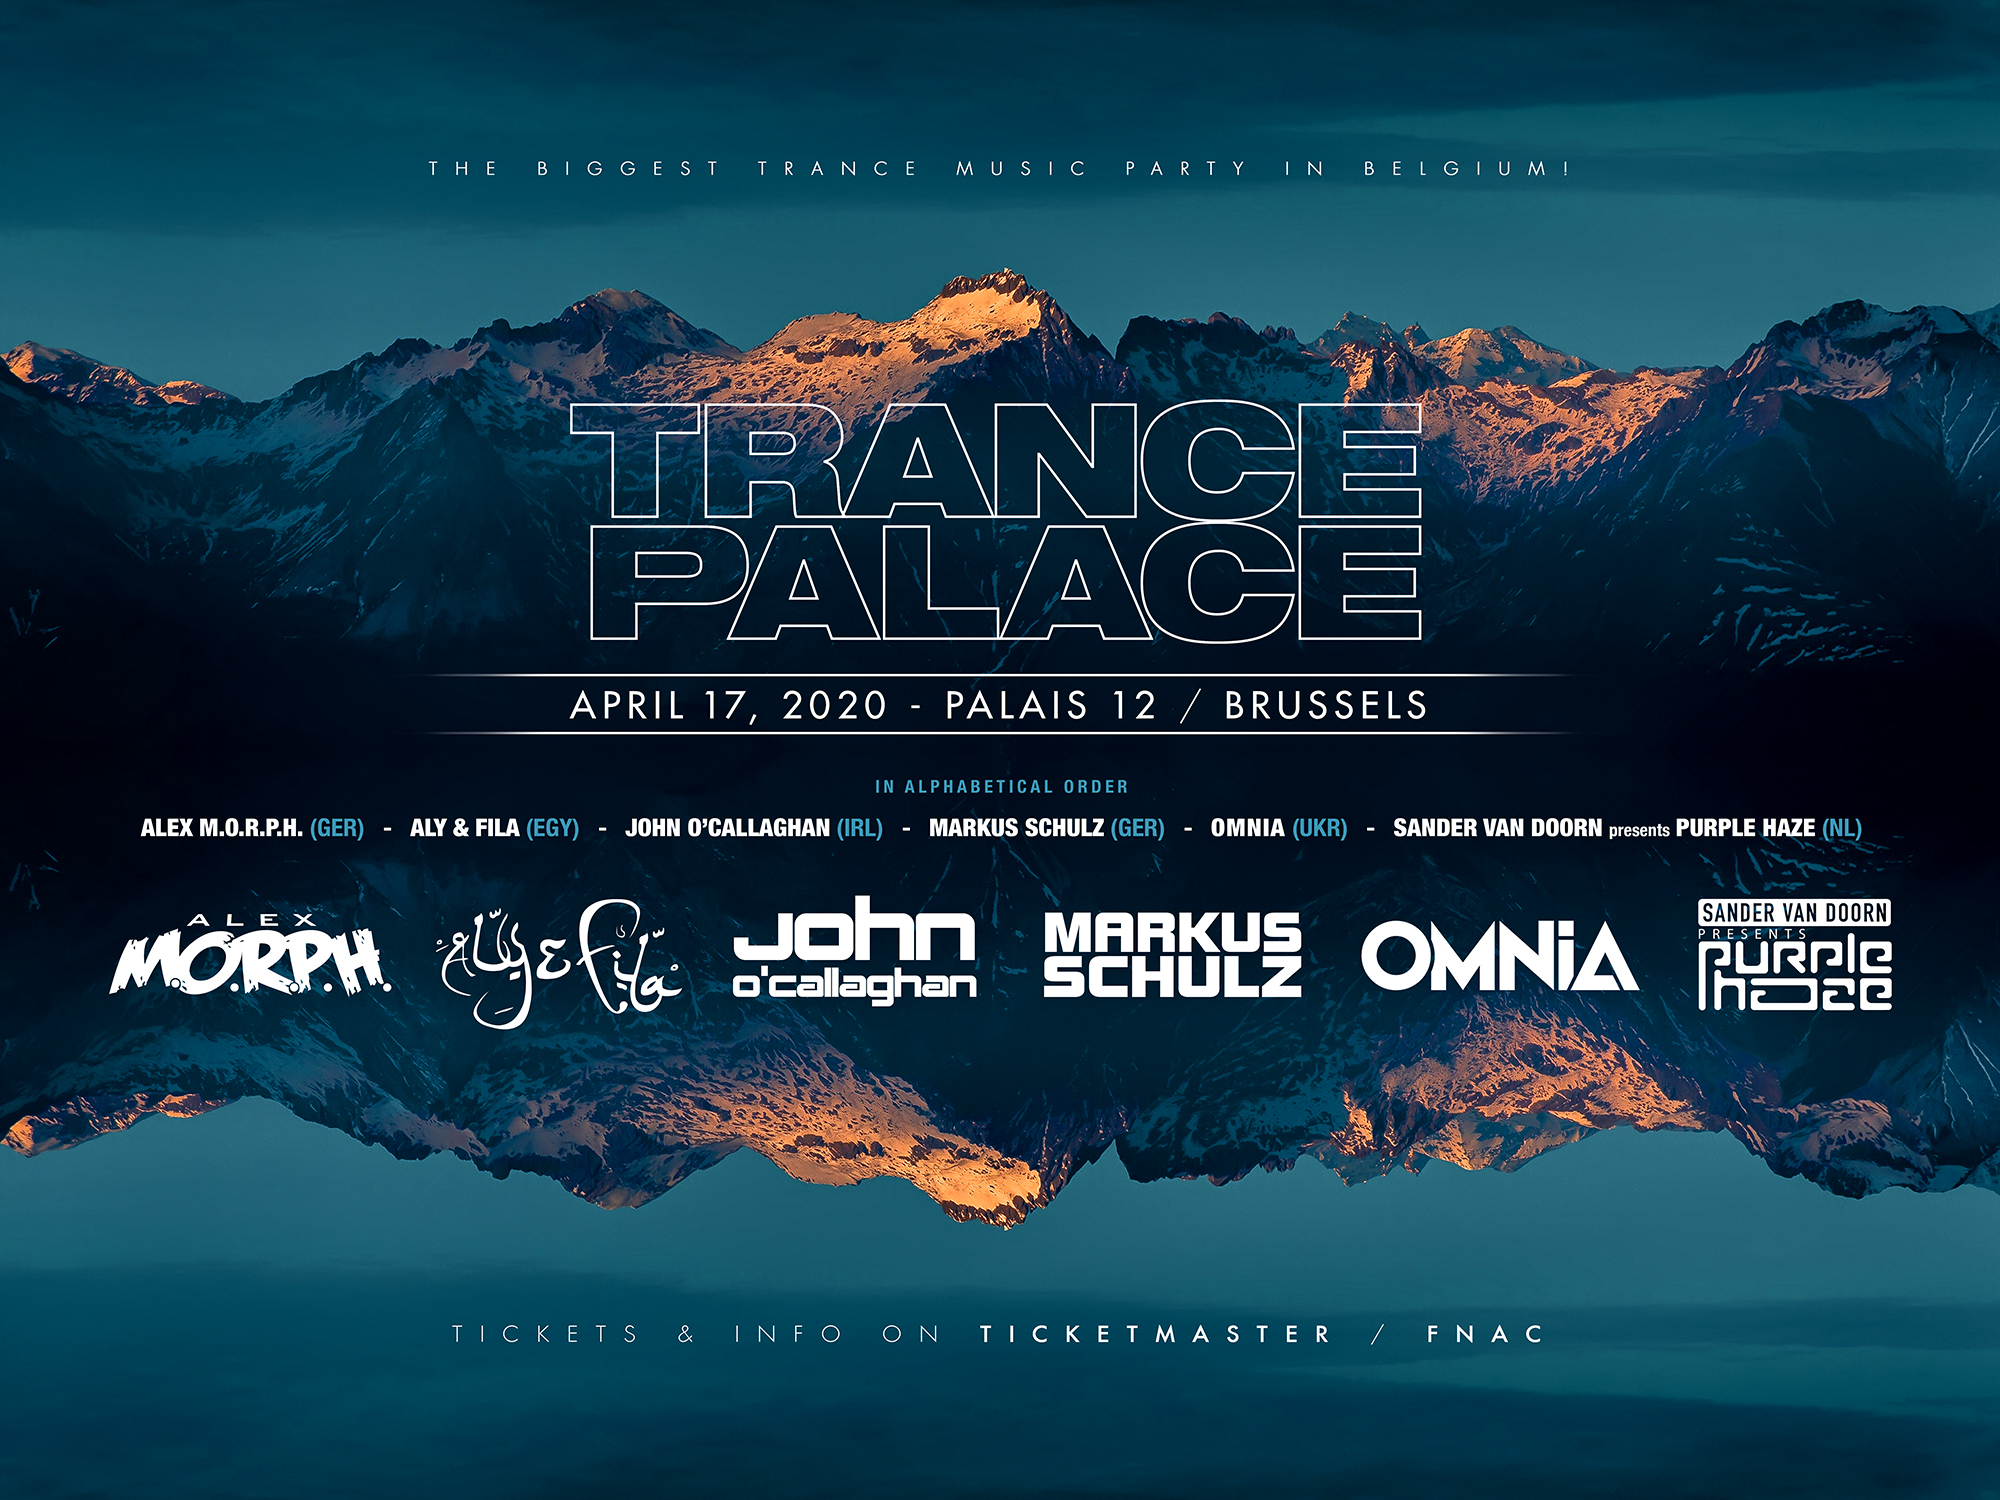 THE BIGGEST TRANCE MUSIC PARTY IN BELGIUM!
TRANCE
PALACE
APRIL 17, 2020 - PALAIS 12 / BRUSSELS
IN ALPHABETICAL ORDER
ALEX M.O.R.P.H. (GER) - ALY & FILA (EGY) - JOHN O'CALLAGHAN (IRL) - MARKUS SCHULZ (GER) - OMNIA (UKR) - SANDER VAN DOORN presents PURPLE HAZE (NL)
ALEX
M.O.R.P.H.
Aly & Fila
John
o'callaghan
MARKUS
SCHULZ
OMNiA
SANDER VAN DOORN
PRESENTS
purple
haze
TICKETS & INFO ON TICKETMASTER / FNAC